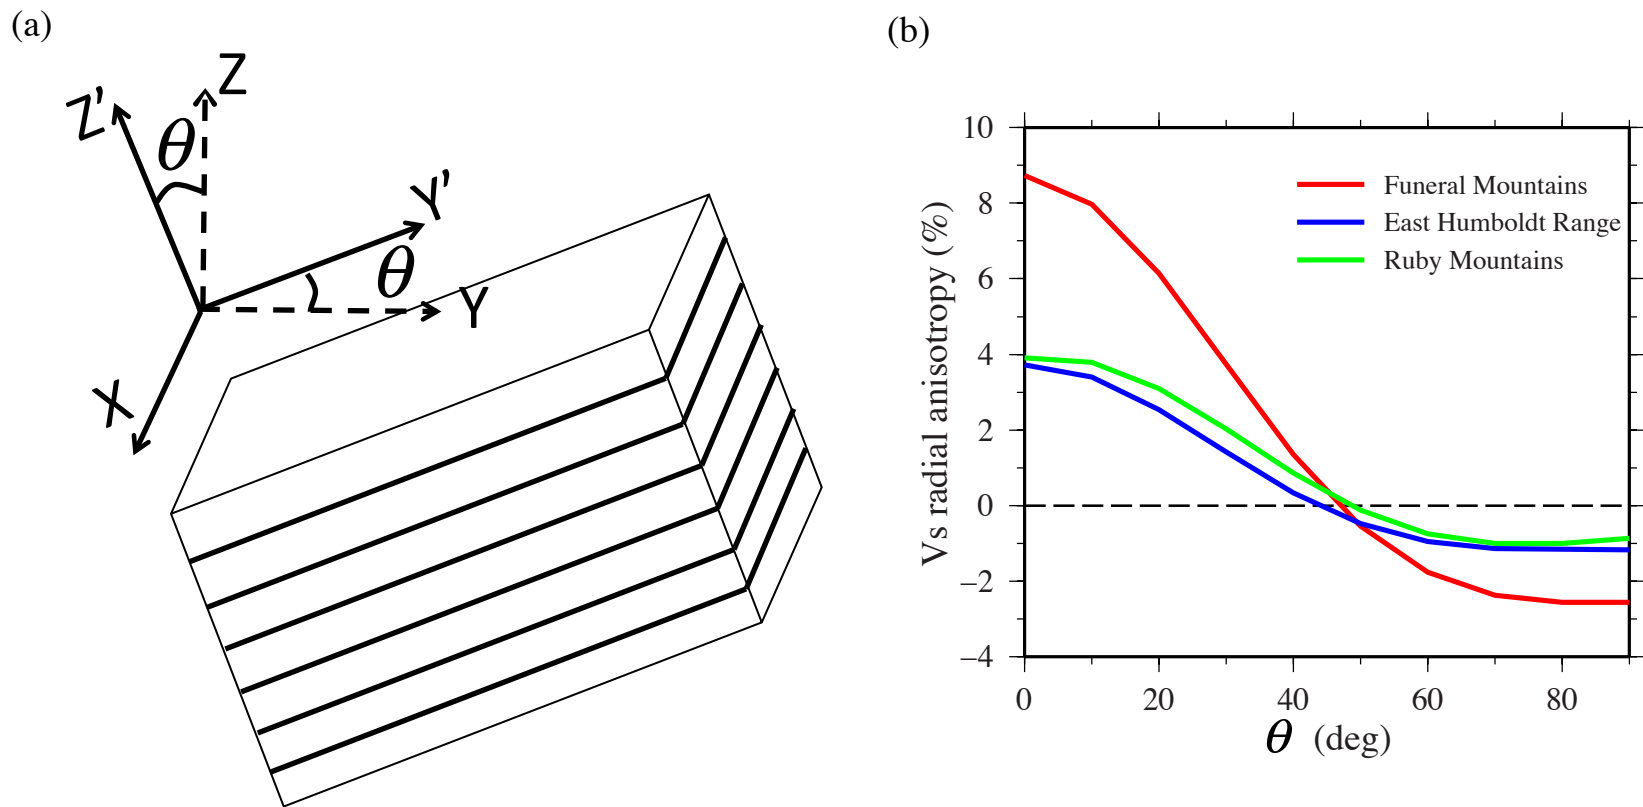 (a)
Z
Z'
θ
Y'
θ
Y
X
(b)
10
8
6
4
2
0
−2
−4
Vs radial anisotropy (%)
Funeral Mountains
East Humboldt Range
Ruby Mountains
0 20 40 60 80
θ (deg)